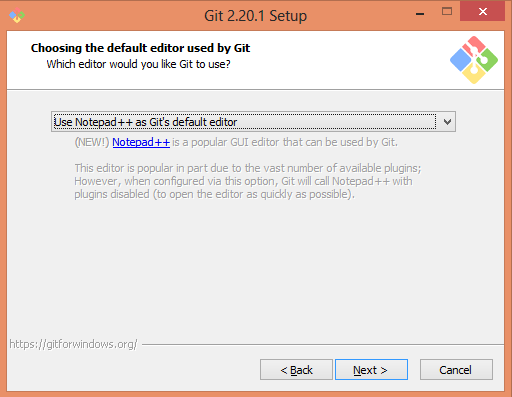 Git 2.20.1 Setup
Choosing the default editor used by Git
Which editor would you like Git to use?
Use Notepad++ as Git's default editor
(NEW!) Notepad++ is a popular GUI editor that can be used by Git.
This editor is popular in part due to the vast number of available plugins;
However, when configured via this option, Git will call Notepad++ with
plugins disabled (to open the editor as quickly as possible).
https://gitforwindows.org/
< Back
Next >
Cancel